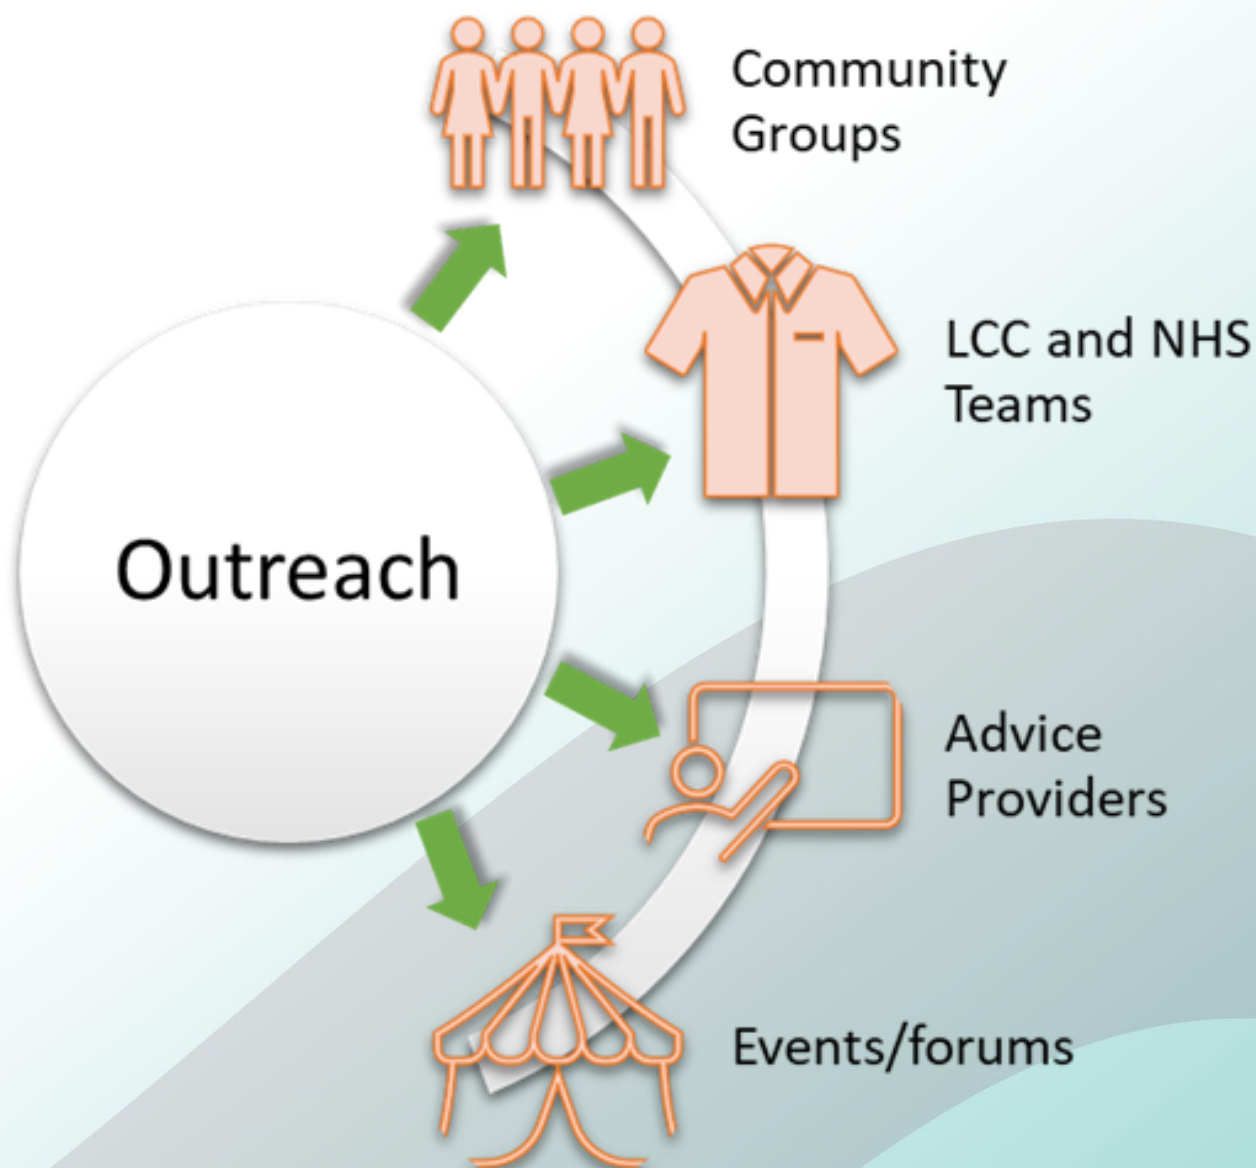 Community
Groups
LCC and NHS
Teams
Outreach
Advice
Providers
Events/forums